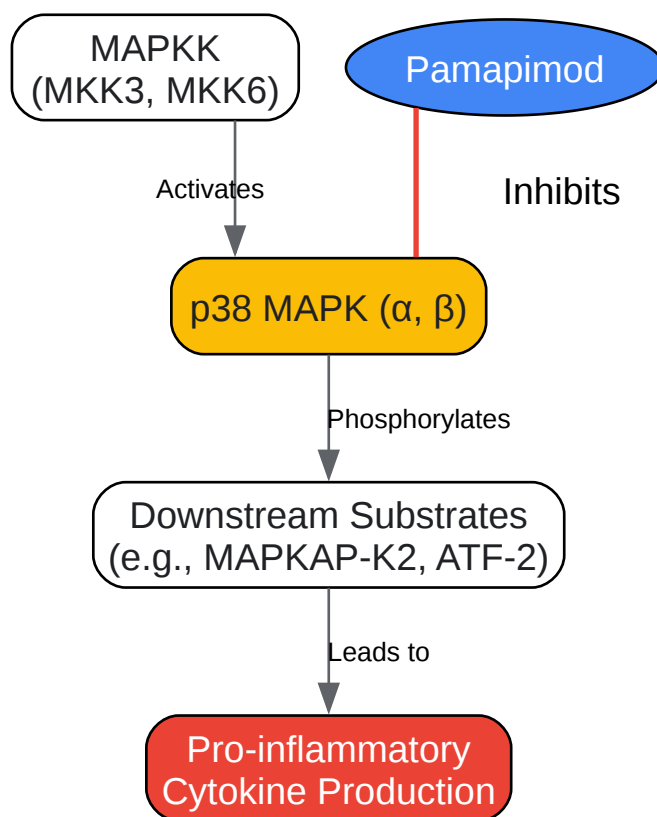 MAPKK
(MKK3, MKK6)
Pamapimod
Activates
Inhibits
p38 MAPK (α, β)
Phosphorylates
Downstream Substrates
(e.g., MAPKAP-K2, ATF-2)
Leads to
Pro-inflammatory
Cytokine Production